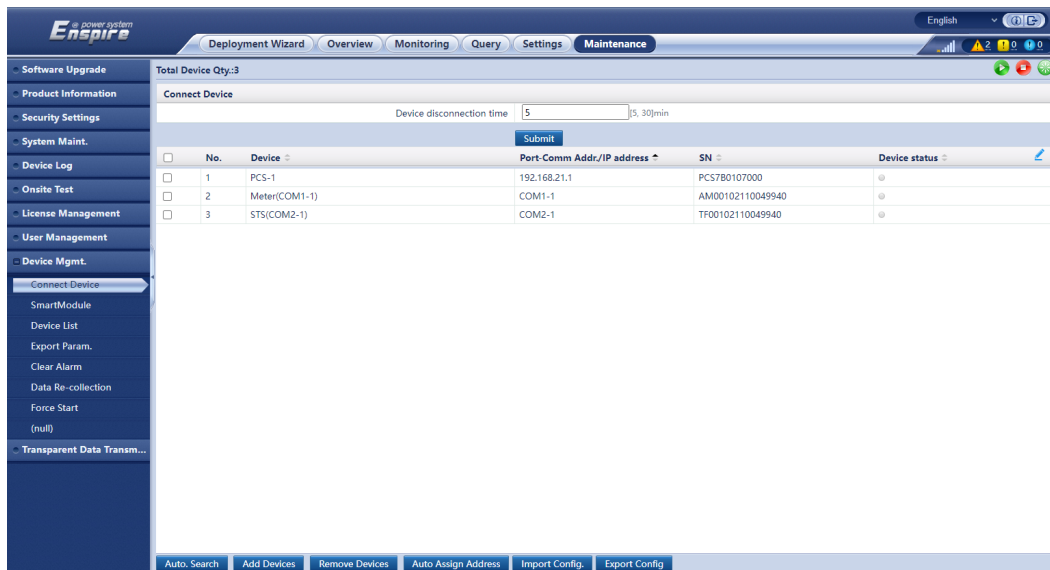 English
@ power system
Enspire
Deployment Wizard Overview Monitoring Query Settings Maintenance
2 0 0
Software Upgrade
Product Information
Security Settings
System Maint.
Device Log
Onsite Test
License Management
User Management
Device Mgmt.
Connect Device
SmartModule
Device List
Export Param.
Clear Alarm
Data Re-collection
Force Start
(null)
Transparent Data Transm...
Total Device Qty.:3
Connect Device
Device disconnection time 5 [5, 30]min
Submit
No. Device Port-Comm Addr./IP address SN Device status
1 PCS-1 192.168.21.1 PCS7B0107000
2 Meter(COM1-1) COM1-1 AM00102110049940
3 STS(COM2-1) COM2-1 TF00102110049940
Auto. Search Add Devices Remove Devices Auto Assign Address Import Config. Export Config